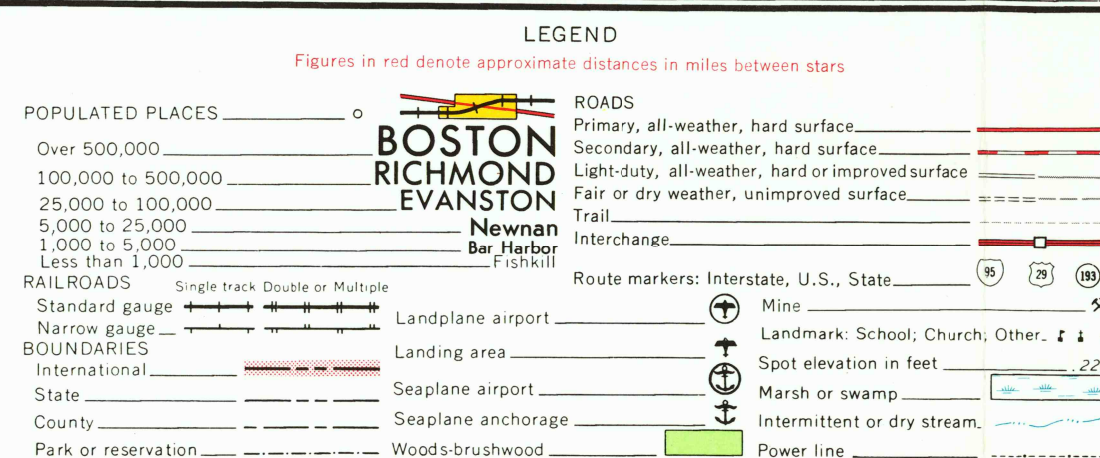 LEGEND
Figures in red denote approximate distances in miles between stars
POPULATED PLACES
Over 500,000 BOSTON
100,000 to 500,000 RICHMOND
25,000 to 100,000 EVANSTON
5,000 to 25,000 Newnan
1,000 to 5,000 Bar Harbor
Less than 1,000 Fishkill
RAILROADS Single track Double or Multiple
Standard gauge
Narrow gauge
BOUNDARIES
International
State
County
Park or reservation
Landplane airport
Landing area
Seaplane airport
Seaplane anchorage
Woods-brushwood
ROADS
Primary, all-weather, hard surface
Secondary, all-weather, hard surface
Light-duty, all-weather, hard or improved surface
Fair or dry weather, unimproved surface
Trail
Interchange
Route markers: Interstate, U.S., State 95 29 193
Mine
Landmark: School; Church; Other
Spot elevation in feet .22
Marsh or swamp
Intermittent or dry stream
Power line